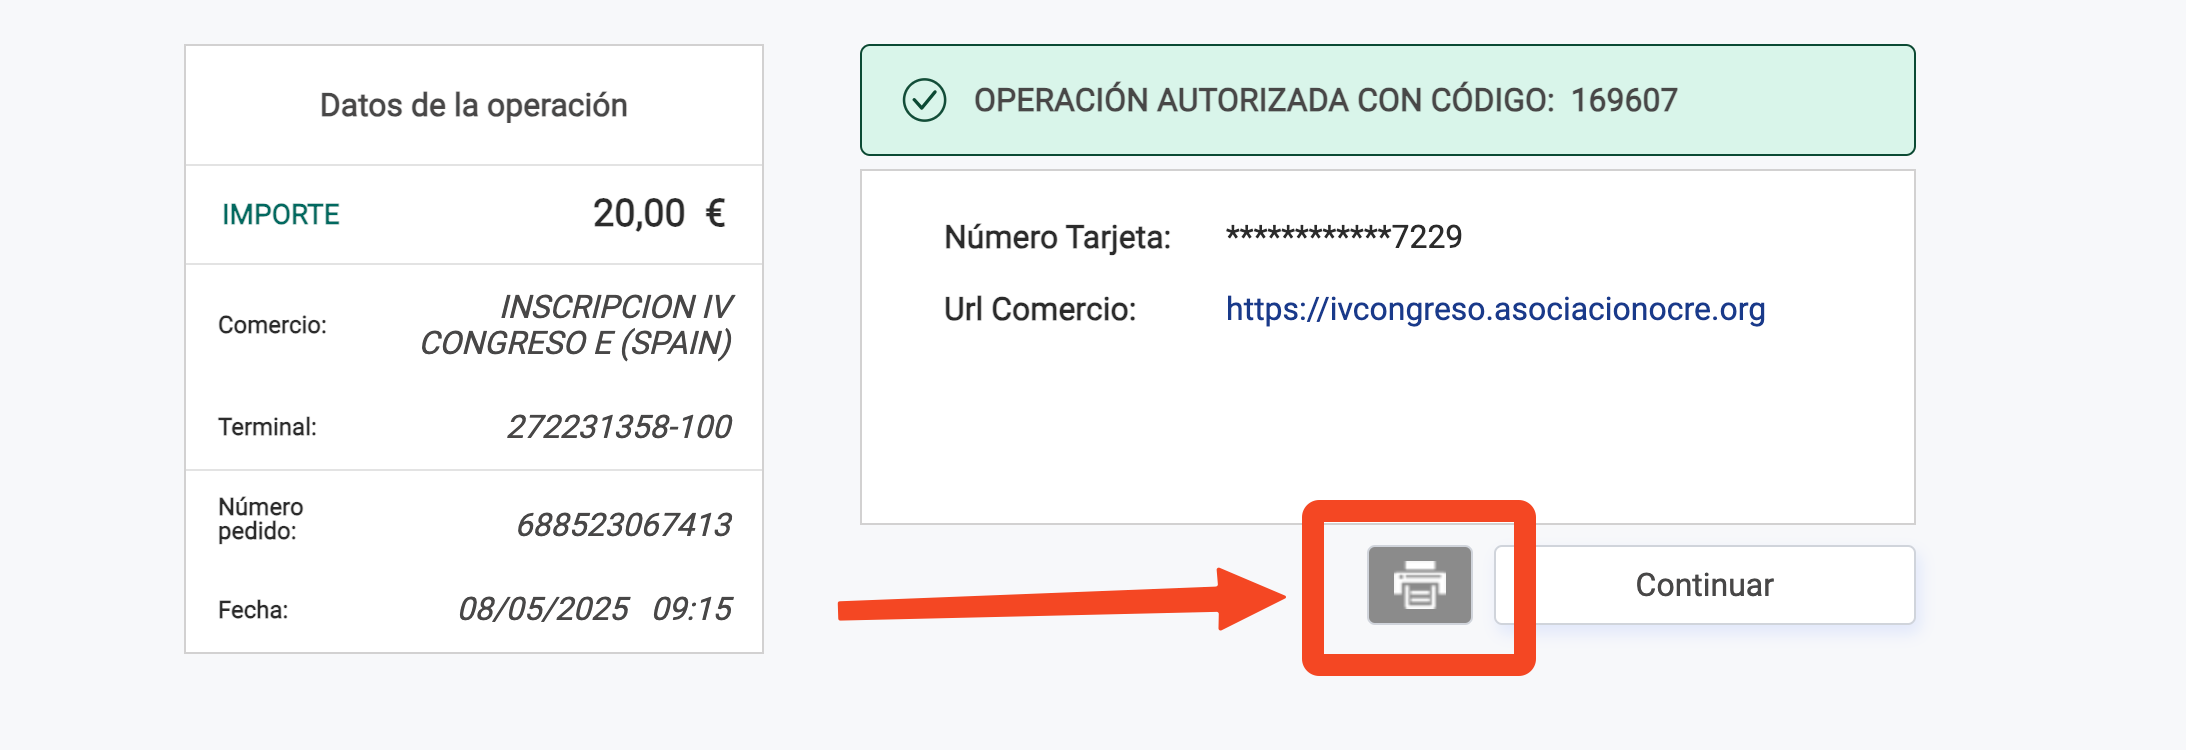 Datos de la operación
IMPORTE 20,00 €
Comercio: INSCRIPCION IV
CONGRESO E (SPAIN)
Terminal: 272231358-100
Número
pedido: 688523067413
Fecha: 08/05/2025 09:15
OPERACIÓN AUTORIZADA CON CÓDIGO: 169607
Número Tarjeta: ************7229
Url Comercio: https://ivcongreso.asociacionocre.org
Continuar